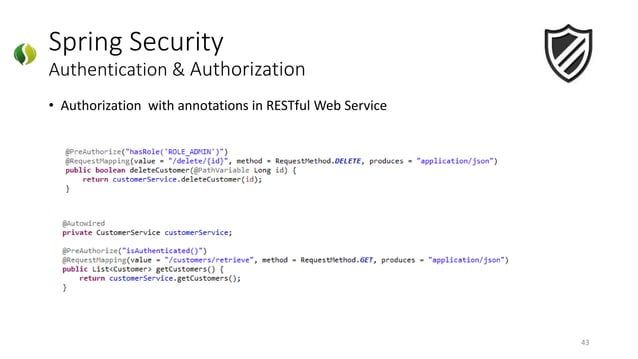 Spring Security
Authentication & Authorization
• Authorization with annotations in RESTful Web Service
@PreAuthorize("hasRole('ROLE_ADMIN')")
@RequestMapping(value = "/delete/{id}", method = RequestMethod.DELETE, produces = "application/json")
public boolean deleteCustomer(@PathVariable Long id) {
return customerService.deleteCustomer(id);
}
@Autowired
private CustomerService customerService;
@PreAuthorize("isAuthenticated()")
@RequestMapping(value = "/customers/retrieve", method = RequestMethod.GET, produces = "application/json")
public List<Customer> getCustomers() {
return customerService.getCustomers();
}
43